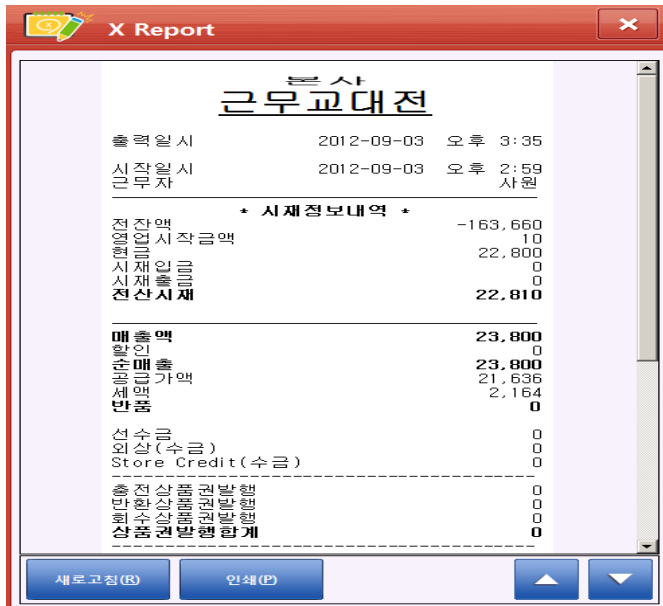 X Report
본사
근무교대전
출력일시 2012-09-03 오후 3:35
시작일시 2012-09-03 오후 2:59
근무자 사원
* 시재정보내역 *
전잔액 -163,660
영업시작금액 10
현금 22,800
시재입금 0
시재출금 0
전산시재 22,810
매출액 23,800
할인 0
순매출 23,800
공급가액 21,636
세액 2,164
반품 0
선수금 0
외상(수금) 0
Store Credit(수금) 0
충전상품권발행 0
반환상품권발행 0
회수상품권발행 0
상품권발행합계 0
새로고침(R) 인쇄(P)